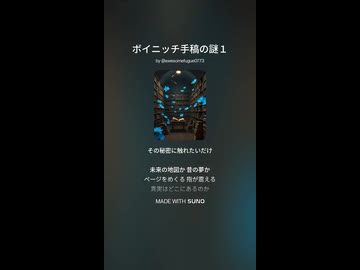 ボイニッチ手稿の謎１
by @awesomefugue0773
その秘密に触れたいだけ
未来の地図か 昔の夢か
ページをめくる 指が震える
真実はどこにあるのか
MADE WITH SUNO